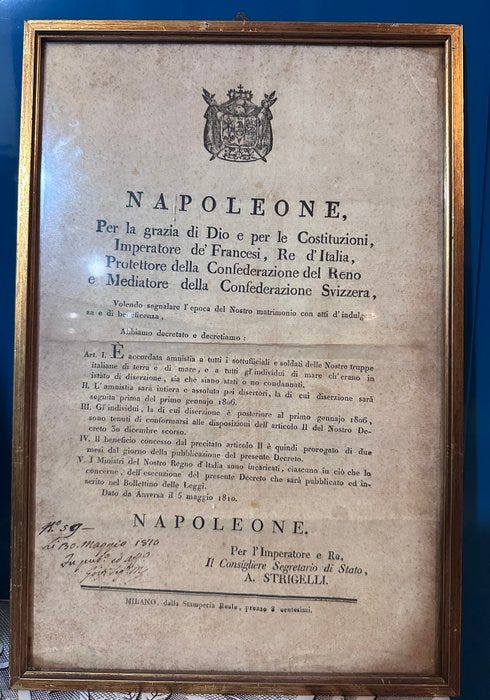 NAPOLEONE,
Per la grazia di Dio e per le Costituzioni,
Imperatore de' Francesi, Re d'Italia,
Protettore della Confederazione del Reno
e Mediatore della Confederazione Svizzera,
Volendo segnalare l'epoca del Nostro matrimonio con atti d'indulgen-
za e di beneficenza,
Abbiamo decretato e decretiamo:
Art. I. È accordata amnistia a tutti i sottufficiali e soldati delle Nostre truppe
italiane di terra e di mare, e a tutti gl'individui di mare ch'erano in
istato di diserzione, sia che siano stati o no condannati.
II. L'amnistia sarà intiera e assoluta pei disertori, la di cui diserzione sarà
seguita prima del primo gennajo 1806.
III. Gl'individui, la di cui diserzione è posteriore al primo gennajo 1806,
sono tenuti di conformarsi alle disposizioni dell'articolo II del Nostro De-
creto 30 dicembre scorso.
IV. Il beneficio concesso dal precitato articolo II è quindi prorogato di due
mesi dal giorno della pubblicazione del presente Decreto.
V. I Ministri del Nostro Regno d'Italia sono incaricati, ciascuno in ciò che lo
concerne, dell'esecuzione del presente Decreto che sarà pubblicato ed in-
serito nel Bollettino delle Leggi.
Dato da Anversa il 5 maggio 1810.
NAPOLEONE.
Per l'Imperatore e Re,
Il Consigliere Segretario di Stato,
A. STRIGELLI.
N.° 59
Li 30. Maggio 1810
MILANO, dalla Stamperia Reale, prezzo 8 centesimi.